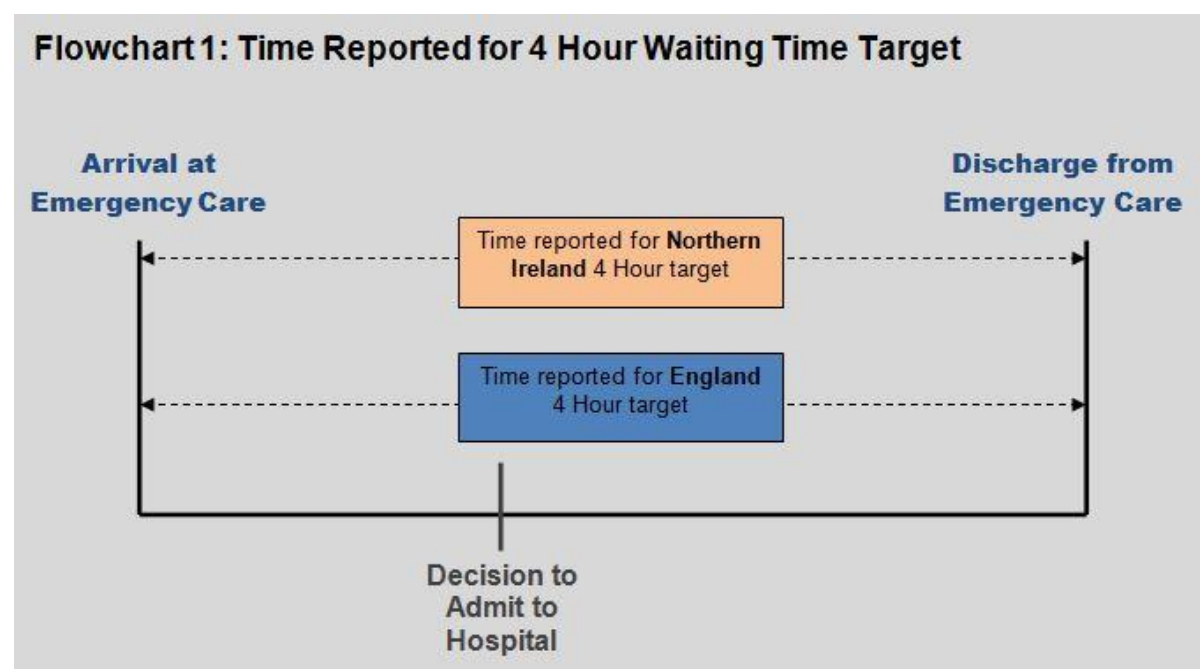 Flowchart 1: Time Reported for 4 Hour Waiting Time Target
Arrival at
Emergency Care
Discharge from
Emergency Care
Time reported for Northern
Ireland 4 Hour target
Time reported for England
4 Hour target
Decision to
Admit to
Hospital